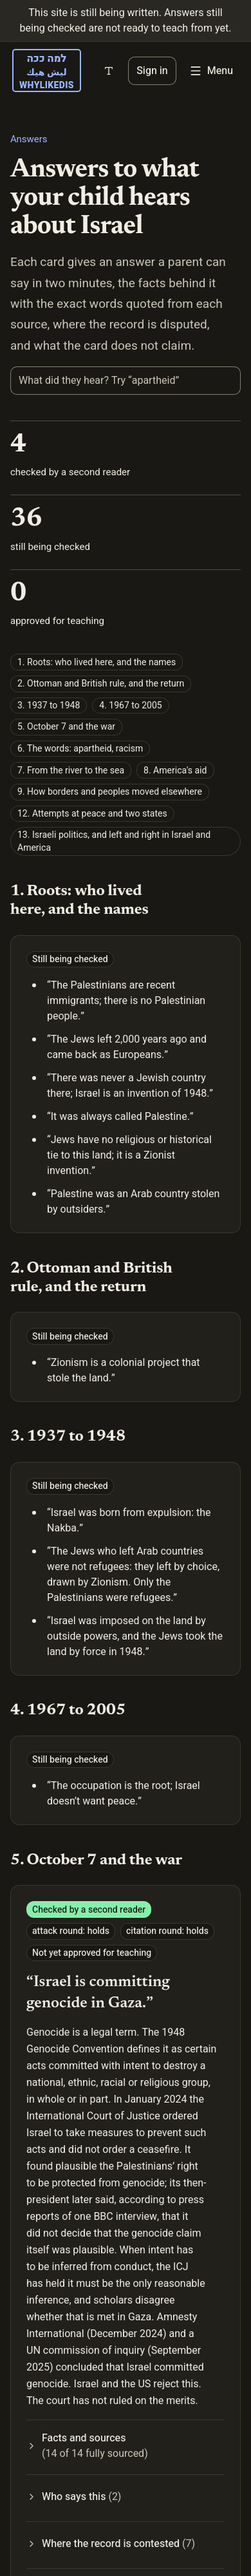 This site is still being written. Answers still
being checked are not ready to teach from yet.
למה ככה
ليش هيك
WHYLIKEDIS
T
Sign in
Menu
Answers
Answers to what
your child hears
about Israel
Each card gives an answer a parent can
say in two minutes, the facts behind it
with the exact words quoted from each
source, where the record is disputed,
and what the card does not claim.
What did they hear? Try “apartheid”
4
checked by a second reader
36
still being checked
0
approved for teaching
1. Roots: who lived here, and the names
2. Ottoman and British rule, and the return
3. 1937 to 1948
4. 1967 to 2005
5. October 7 and the war
6. The words: apartheid, racism
7. From the river to the sea
8. America's aid
9. How borders and peoples moved elsewhere
12. Attempts at peace and two states
13. Israeli politics, and left and right in Israel and
America
1. Roots: who lived
here, and the names
Still being checked
“The Palestinians are recent
immigrants; there is no Palestinian
people.”
“The Jews left 2,000 years ago and
came back as Europeans.”
“There was never a Jewish country
there; Israel is an invention of 1948.”
“It was always called Palestine.”
“Jews have no religious or historical
tie to this land; it is a Zionist
invention.”
“Palestine was an Arab country stolen
by outsiders.”
2. Ottoman and British
rule, and the return
Still being checked
“Zionism is a colonial project that
stole the land.”
3. 1937 to 1948
Still being checked
“Israel was born from expulsion: the
Nakba.”
“The Jews who left Arab countries
were not refugees: they left by choice,
drawn by Zionism. Only the
Palestinians were refugees.”
“Israel was imposed on the land by
outside powers, and the Jews took the
land by force in 1948.”
4. 1967 to 2005
Still being checked
“The occupation is the root; Israel
doesn’t want peace.”
5. October 7 and the war
Checked by a second reader
attack round: holds
citation round: holds
Not yet approved for teaching
“Israel is committing
genocide in Gaza.”
Genocide is a legal term. The 1948
Genocide Convention defines it as certain
acts committed with intent to destroy a
national, ethnic, racial or religious group,
in whole or in part. In January 2024 the
International Court of Justice ordered
Israel to take measures to prevent such
acts and did not order a ceasefire. It
found plausible the Palestinians’ right
to be protected from genocide; its then-
president later said, according to press
reports of one BBC interview, that it
did not decide that the genocide claim
itself was plausible. When intent has
to be inferred from conduct, the ICJ
has held it must be the only reasonable
inference, and scholars disagree
whether that is met in Gaza. Amnesty
International (December 2024) and a
UN commission of inquiry (September
2025) concluded that Israel committed
genocide. Israel and the US reject this.
The court has not ruled on the merits.
Facts and sources
(14 of 14 fully sourced)
Who says this (2)
Where the record is contested (7)